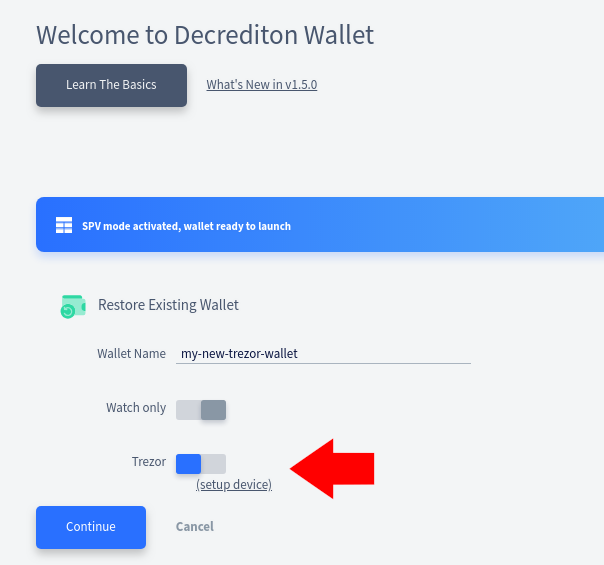 Welcome to Decrediton Wallet
Learn The Basics
What's New in v1.5.0
SPV mode activated, wallet ready to launch
Restore Existing Wallet
Wallet Name my-new-trezor-wallet
Watch only
Trezor
(setup device)
Continue
Cancel